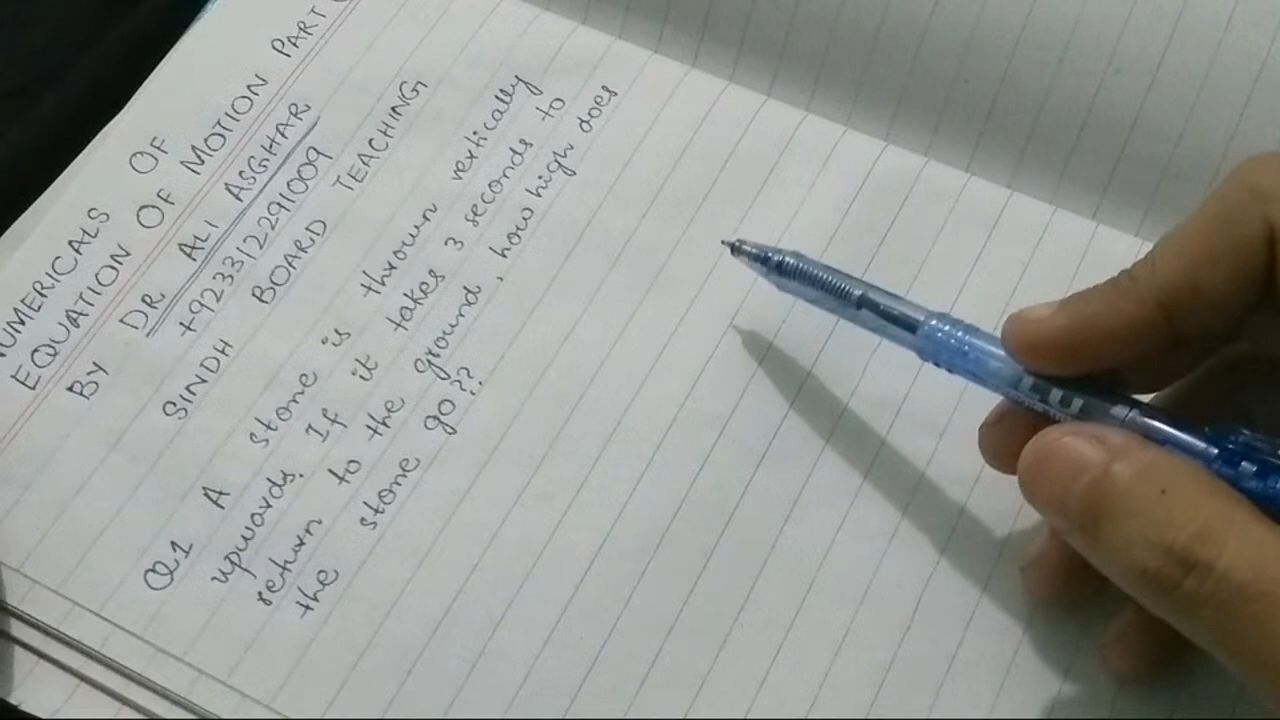 NUMERICALS OF
EQUATION OF MOTION PART
BY DR ALI ASGHAR
+923312291009
SINDH BOARD TEACHING
Q1 A stone is thrown vertically
upwards. If it takes 3 seconds to
return to the ground, how high does
the stone go??